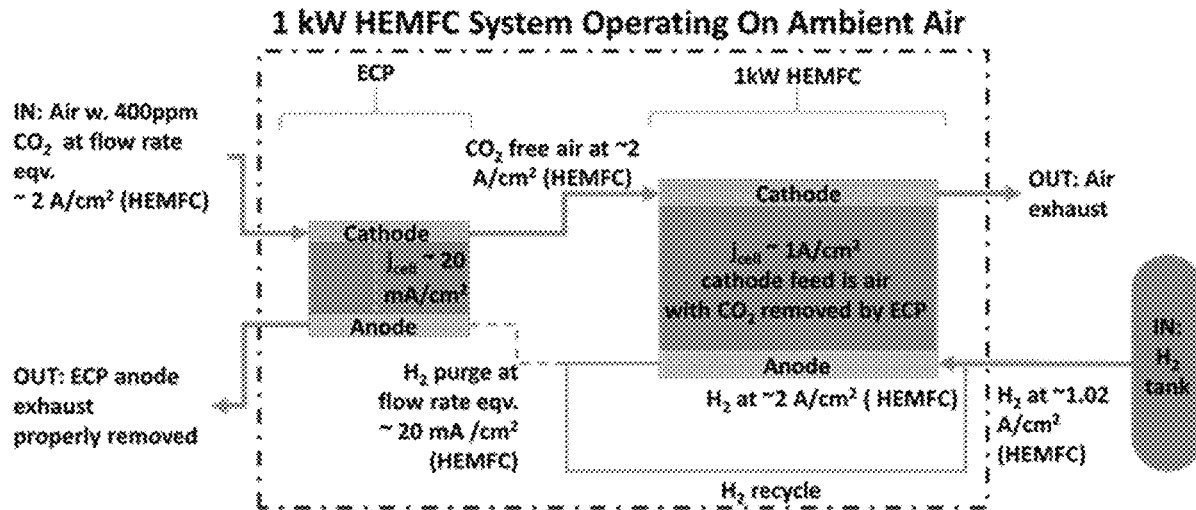 1 kW HEMFC System Operating On Ambient Air
ECP
1kW HEMFC
IN: Air w. 400ppm
CO₂ at flow rate
eqv.
~ 2 A/cm² (HEMFC)
CO₂ free air at ~2
A/cm² (HEMFC)
OUT: Air
exhaust
Cathode
j_cell ~ 20
mA/cm²
Anode
Cathode
j_cell ~ 1A/cm²
cathode feed is air
with CO₂ removed by ECP
Anode
IN:
H₂
tank
OUT: ECP anode
exhaust
properly removed
H₂ purge at
flow rate eqv.
~ 20 mA /cm²
(HEMFC)
H₂ at ~2 A/cm² ( HEMFC)
H₂ at ~1.02
A/cm²
(HEMFC)
H₂ recycle